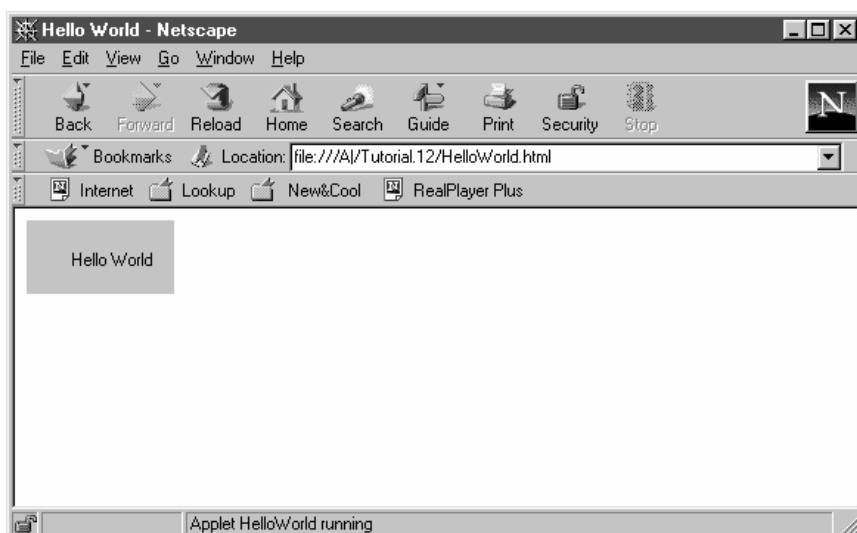 Hello World - Netscape
File Edit View Go Window Help
Back Forward Reload Home Search Guide Print Security Stop
N
Bookmarks Location: file:///A|/Tutorial.12/HelloWorld.html
Internet Lookup New&Cool RealPlayer Plus
Hello World
Applet HelloWorld running